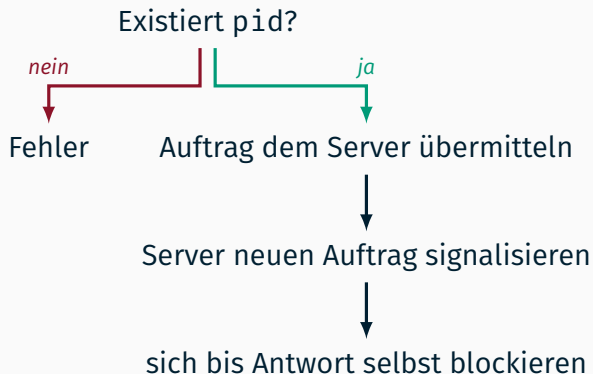 Existiert pid?
nein
ja
Fehler
Auftrag dem Server übermitteln
Server neuen Auftrag signalisieren
sich bis Antwort selbst blockieren